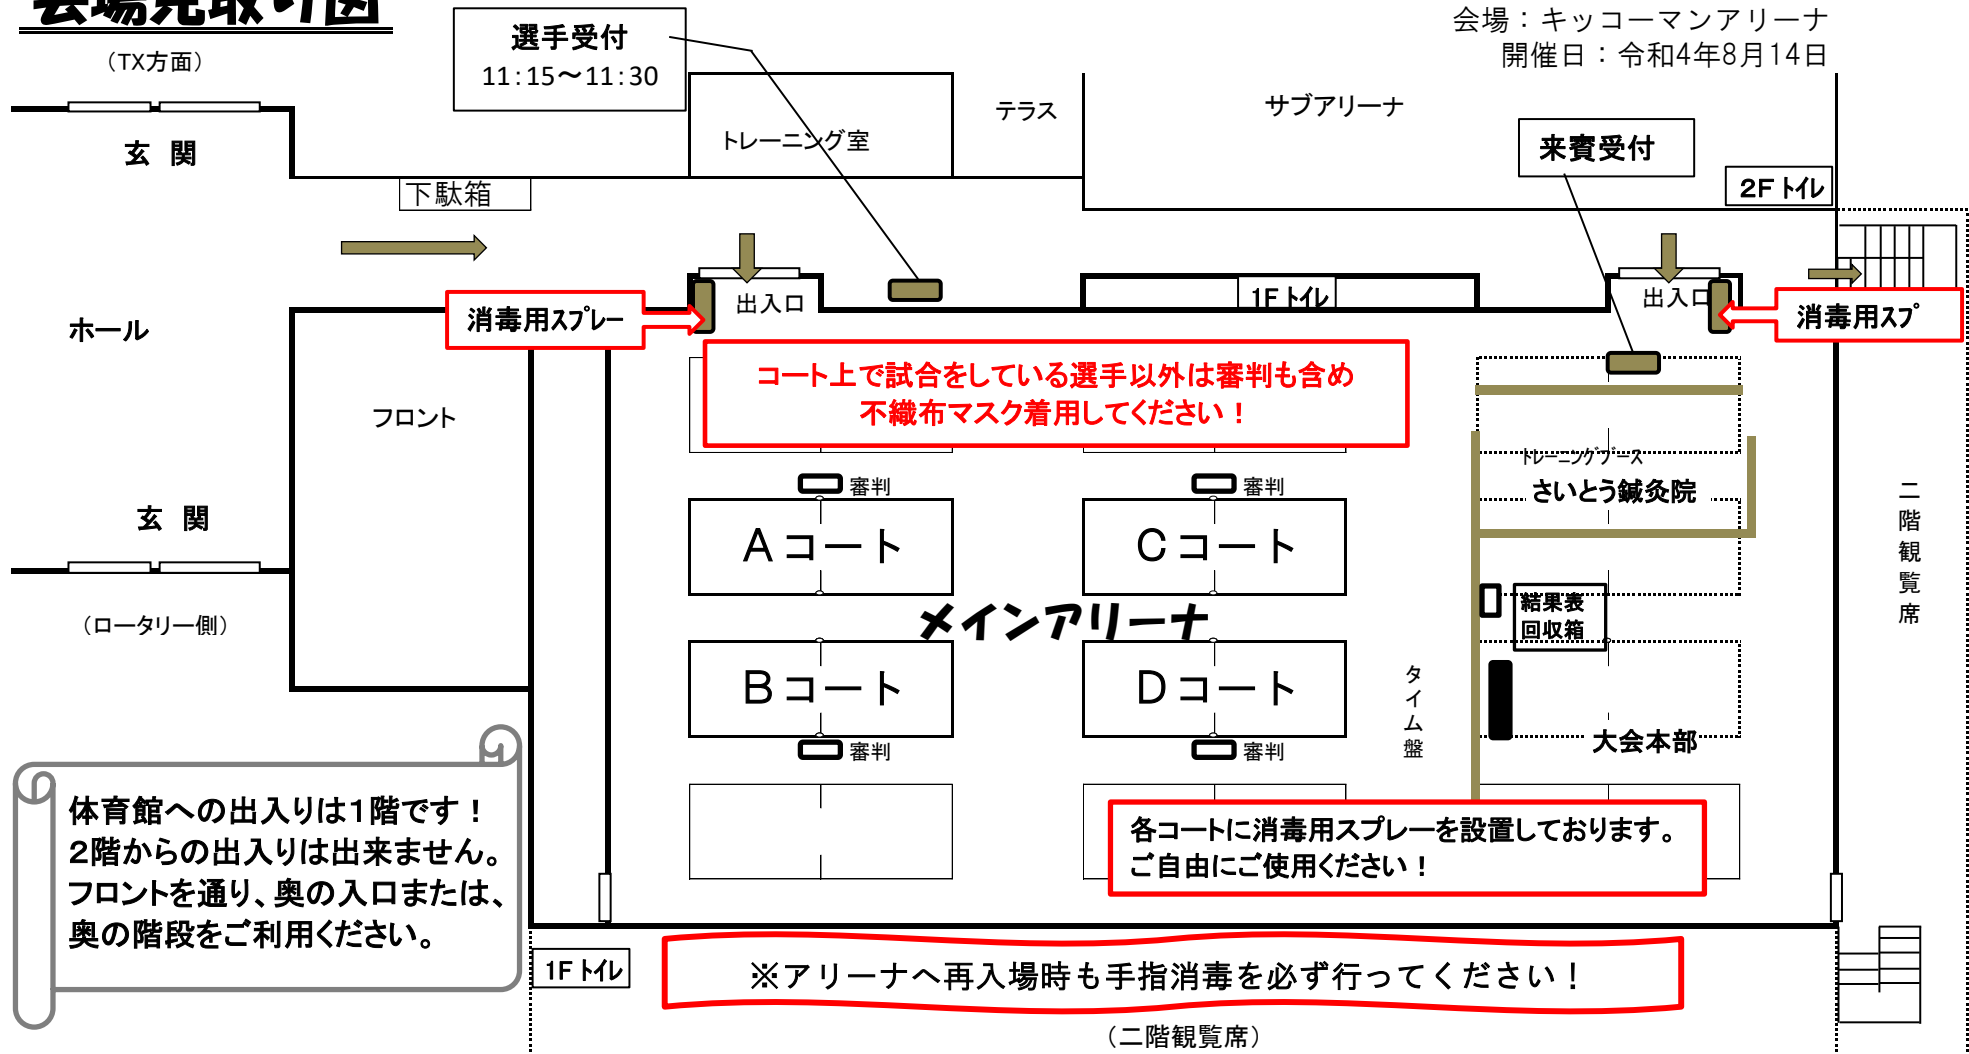 会場見取り図
（TX方面）
選手受付
11:15～11:30
会場：キッコーマンアリーナ
開催日：令和4年8月14日
玄　関
トレーニング室
テラス
サブアリーナ
来賓受付
2F トイレ
下駄箱
出入口
1F トイレ
出入口
消毒用スプレー
消毒用スプ
ホール
コート上で試合をしている選手以外は審判も含め
不織布マスク着用してください！
フロント
トレーニングブース
さいとう鍼灸院
審判
審判
Aコート
Cコート
玄　関
二階観覧席
結果表
回収箱
メインアリーナ
（ロータリー側）
Bコート
Dコート
タイム盤
大会本部
審判
審判
体育館への出入りは1階です！
2階からの出入りは出来ません。
フロントを通り、奥の入口または、
奥の階段をご利用ください。
各コートに消毒用スプレーを設置しております。
ご自由にご使用ください！
1F トイレ
※アリーナへ再入場時も手指消毒を必ず行ってください！
（二階観覧席）